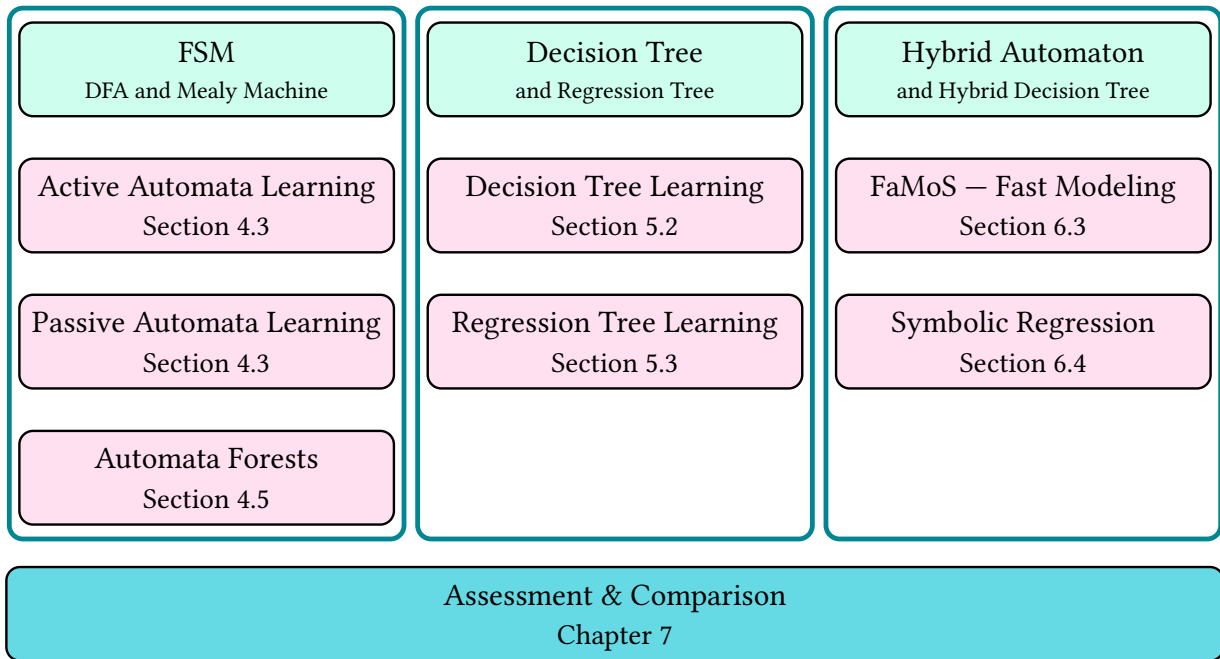 FSM
DFA and Mealy Machine
Active Automata Learning
Section 4.3
Passive Automata Learning
Section 4.3
Automata Forests
Section 4.5
Decision Tree
and Regression Tree
Decision Tree Learning
Section 5.2
Regression Tree Learning
Section 5.3
Hybrid Automaton
and Hybrid Decision Tree
FaMoS – Fast Modeling
Section 6.3
Symbolic Regression
Section 6.4
Assessment & Comparison
Chapter 7